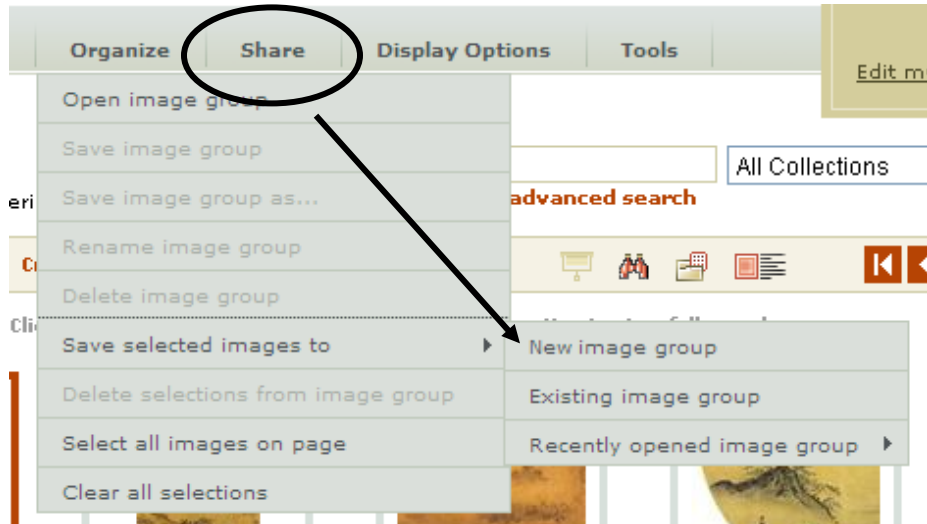 Organize Share Display Options Tools
Edit
Open image group
Save image group
All Collections
Save image group as...
advanced search
Rename image group
Delete image group
Save selected images to
New image group
Delete selections from image group
Existing image group
Select all images on page
Recently opened image group
Clear all selections